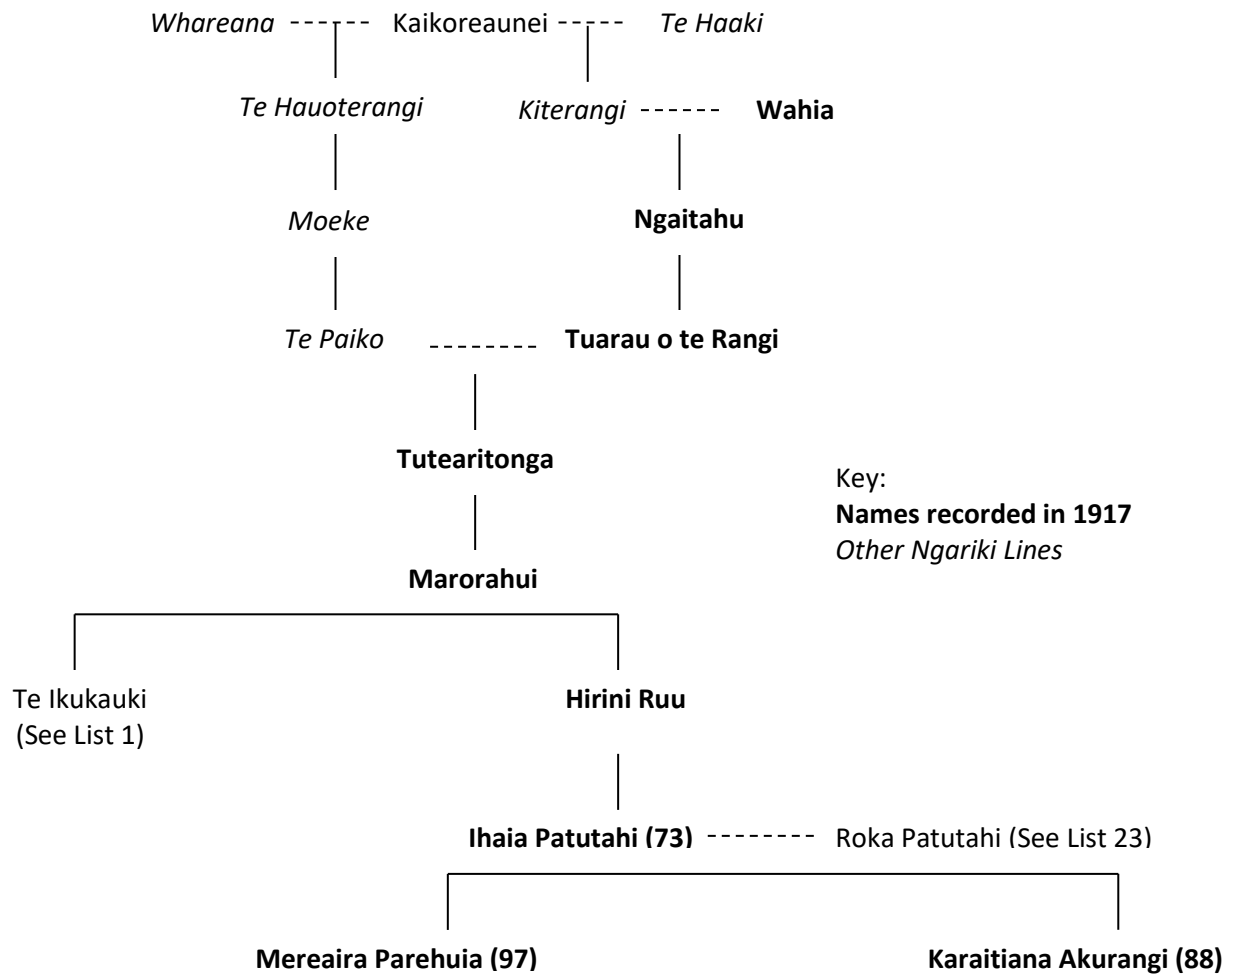 Whareana Kaikoreaunei Te Haaki
Te Hauoterangi Kiterangi Wahia
Moeke Ngaitahu
Te Paiko Tuarau o te Rangi
Tutearitonga
Key:
Names recorded in 1917
Other Ngariki Lines
Marorahui
Te Ikukauki Hirini Ruu
(See List 1)
Ihaia Patutahi (73) Roka Patutahi (See List 23)
Mereaira Parehuia (97) Karaitiana Akurangi (88)